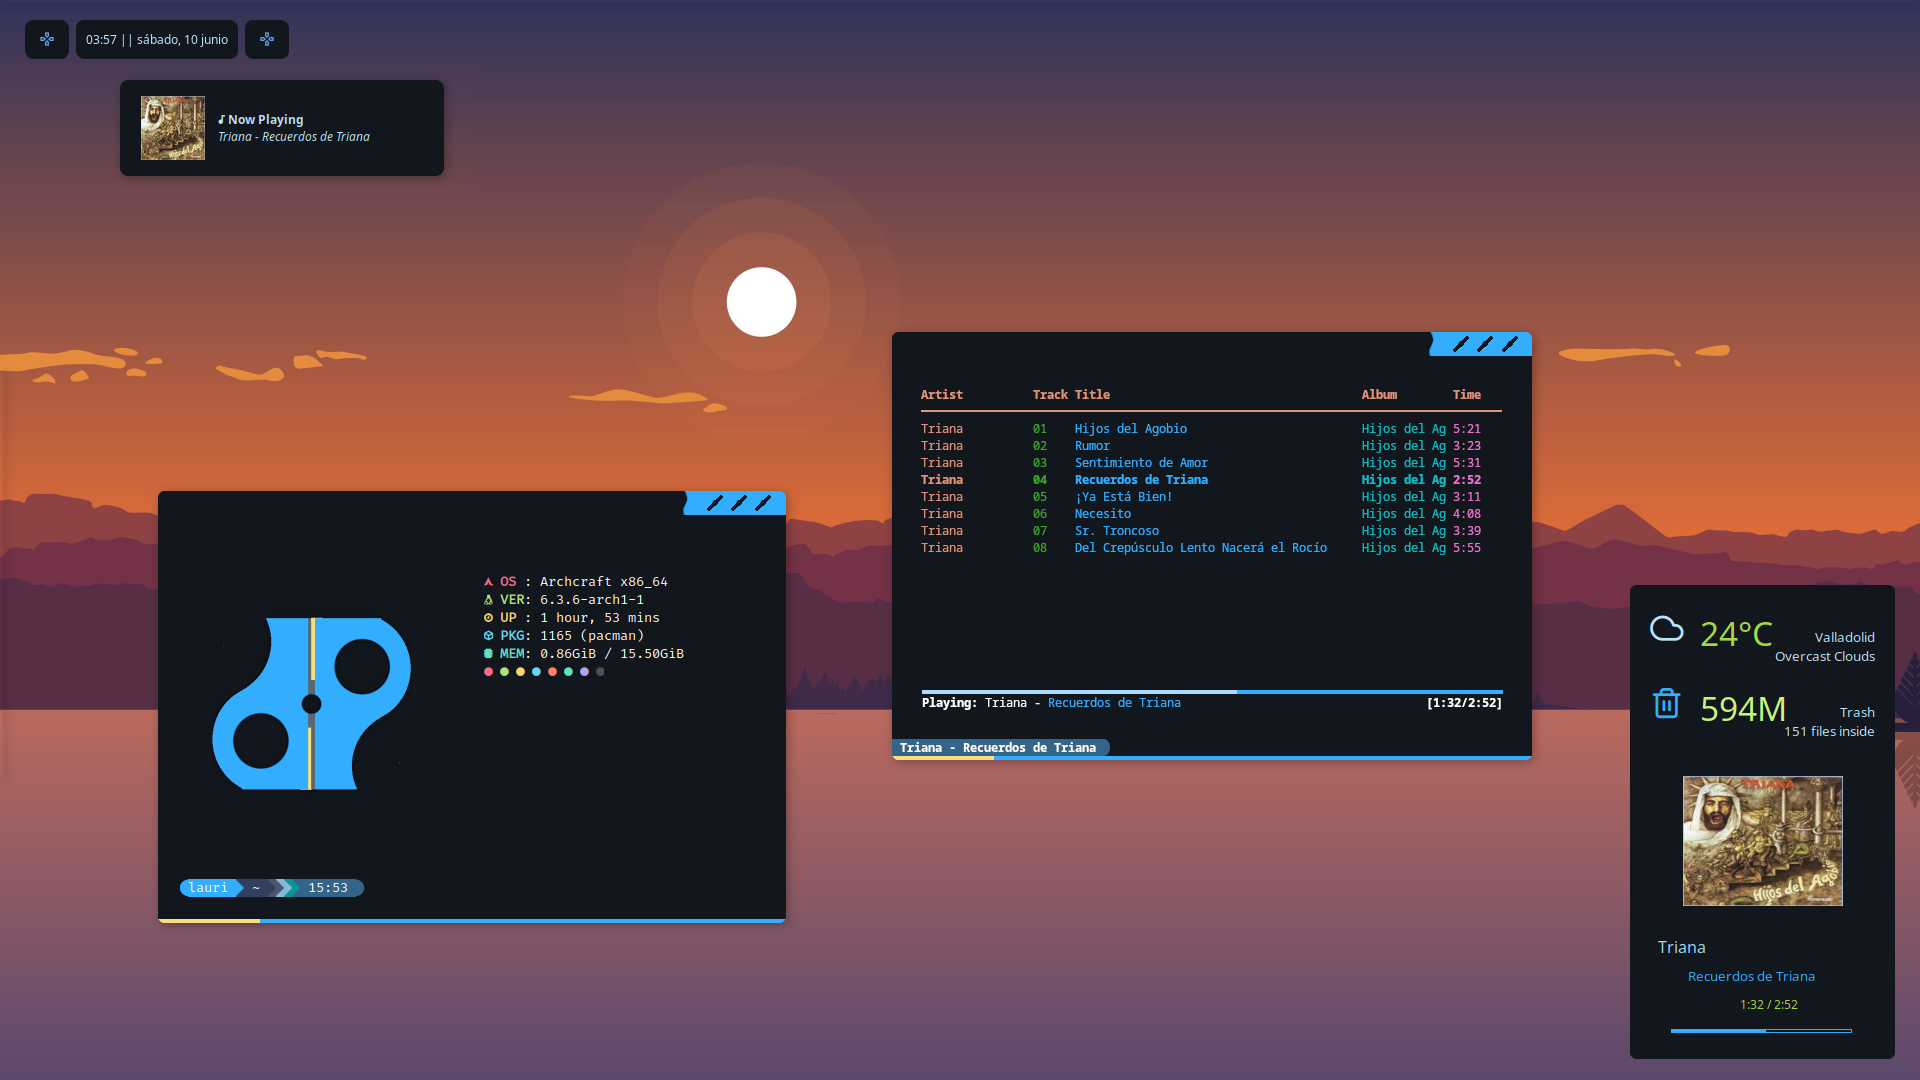 03:57 || sábado, 10 junio
Now Playing
Triana - Recuerdos de Triana
OS : Archcraft x86_64
VER: 6.3.6-arch1-1
UP : 1 hour, 53 mins
PKG: 1165 (pacman)
MEM: 0.86GiB / 15.50GiB
lauri ~ 15:53
Artist Track Title Album Time
Triana 01 Hijos del Agobio Hijos del Ag 5:21
Triana 02 Rumor Hijos del Ag 3:23
Triana 03 Sentimiento de Amor Hijos del Ag 5:31
Triana 04 Recuerdos de Triana Hijos del Ag 2:52
Triana 05 ¡Ya Está Bien! Hijos del Ag 3:11
Triana 06 Necesito Hijos del Ag 4:08
Triana 07 Sr. Troncoso Hijos del Ag 3:39
Triana 08 Del Crepúsculo Lento Nacerá el Rocío Hijos del Ag 5:55
Playing: Triana - Recuerdos de Triana [1:32/2:52]
Triana - Recuerdos de Triana
24°C Valladolid
Overcast Clouds
594M Trash
151 files inside
TRIANA
Hijos del Agobio
Triana
Recuerdos de Triana
1:32 / 2:52